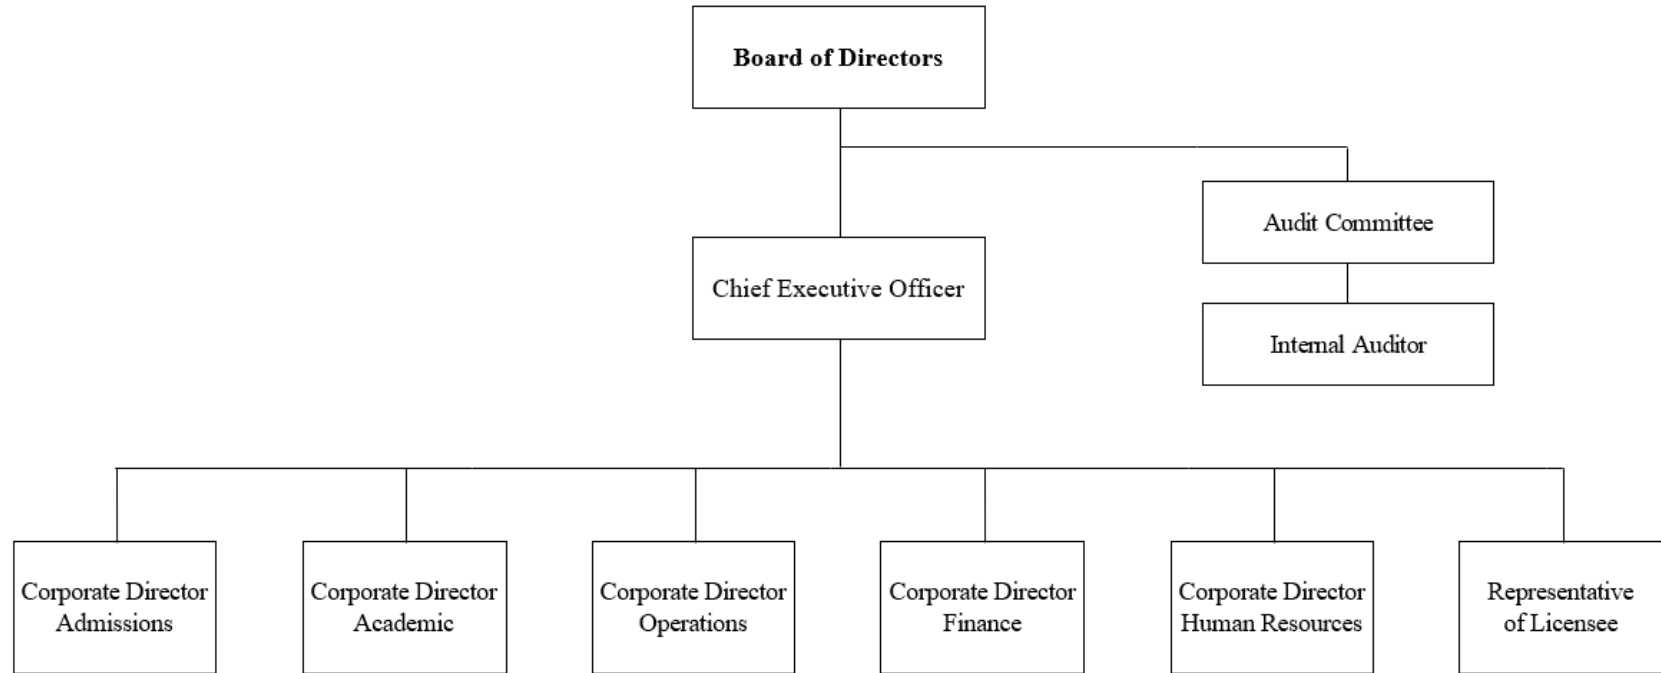 Board of Directors
Audit Committee
Chief Executive Officer
Internal Auditor
Corporate Director
Admissions
Corporate Director
Academic
Corporate Director
Operations
Corporate Director
Finance
Corporate Director
Human Resources
Representative
of Licensee